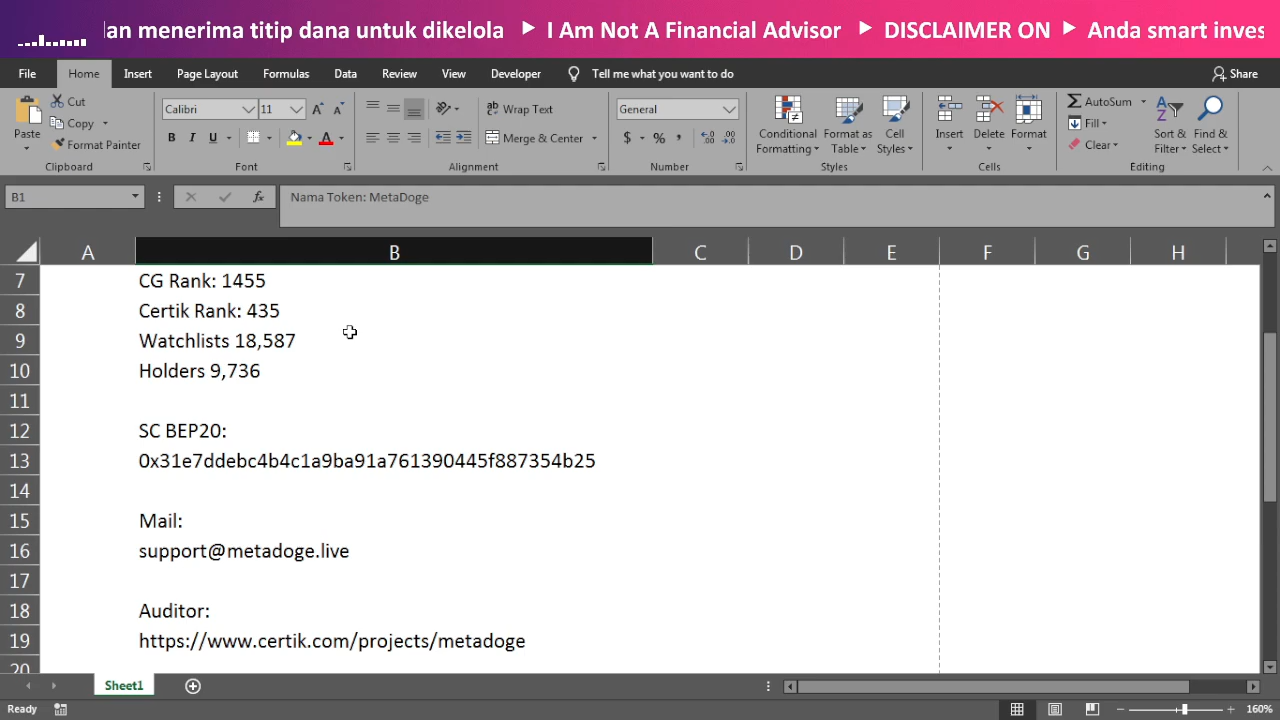 lan menerima titip dana untuk dikelola ▶ I Am Not A Financial Advisor ▶ DISCLAIMER ON ▶ Anda smart inves
File Home Insert Page Layout Formulas Data Review View Developer Tell me what you want to do Share
Paste
Cut
Copy
Format Painter
Clipboard
Calibri 11
B I U
Font
Wrap Text
Merge & Center
Alignment
General
$ % ,
Number
Conditional Formatting
Format as Table
Cell Styles
Styles
Insert Delete Format
Cells
AutoSum
Fill
Clear
Sort & Filter
Find & Select
Editing
B1 fx Nama Token: MetaDoge
A B C D E F G H
7 CG Rank: 1455
8 Certik Rank: 435
9 Watchlists 18,587
10 Holders 9,736
11
12 SC BEP20:
13 0x31e7ddebc4b4c1a9ba91a761390445f887354b25
14
15 Mail:
16 support@metadoge.live
17
18 Auditor:
19 https://www.certik.com/projects/metadoge
20
Sheet1
Ready 160%